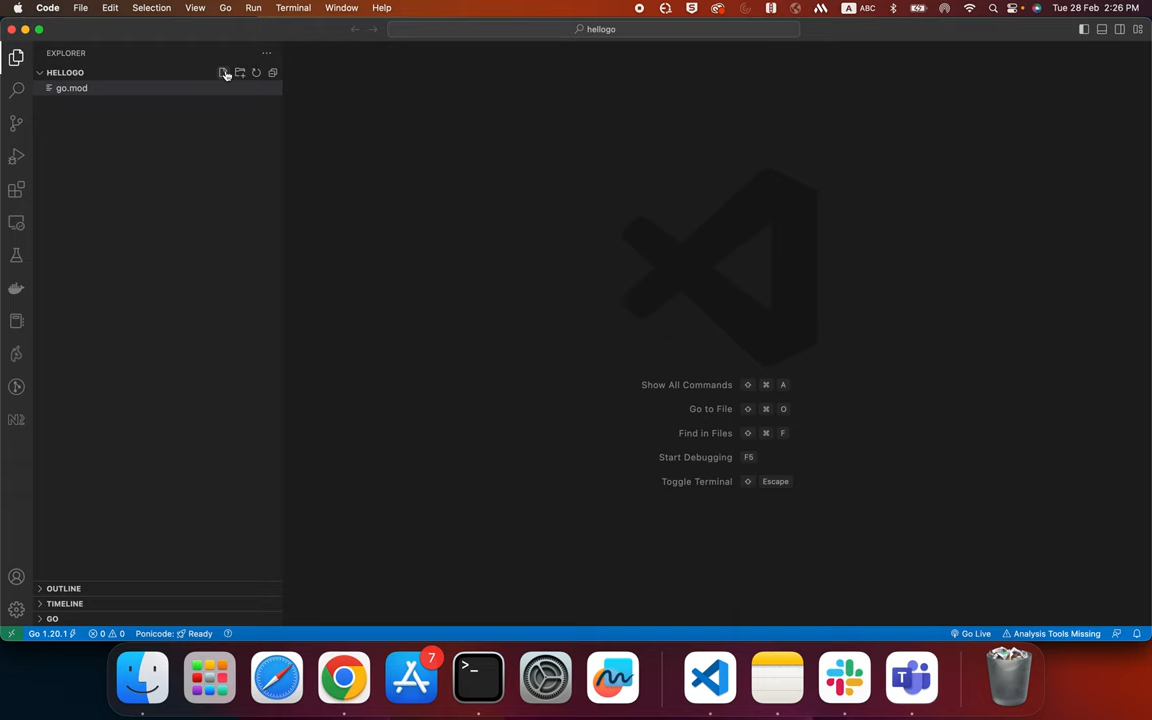 Code File Edit Selection View Go Run Terminal Window Help A ABC Tue 28 Feb 2:26 PM
hellogo
EXPLORER
HELLOGO
go.mod
Show All Commands ⇧ ⌘ A
Go to File ⇧ ⌘ O
Find in Files ⇧ ⌘ F
Start Debugging F5
Toggle Terminal ⇧ Escape
OUTLINE
TIMELINE
GO
Go 1.20.1 0 0 Ponicode: Ready Go Live Analysis Tools Missing
7